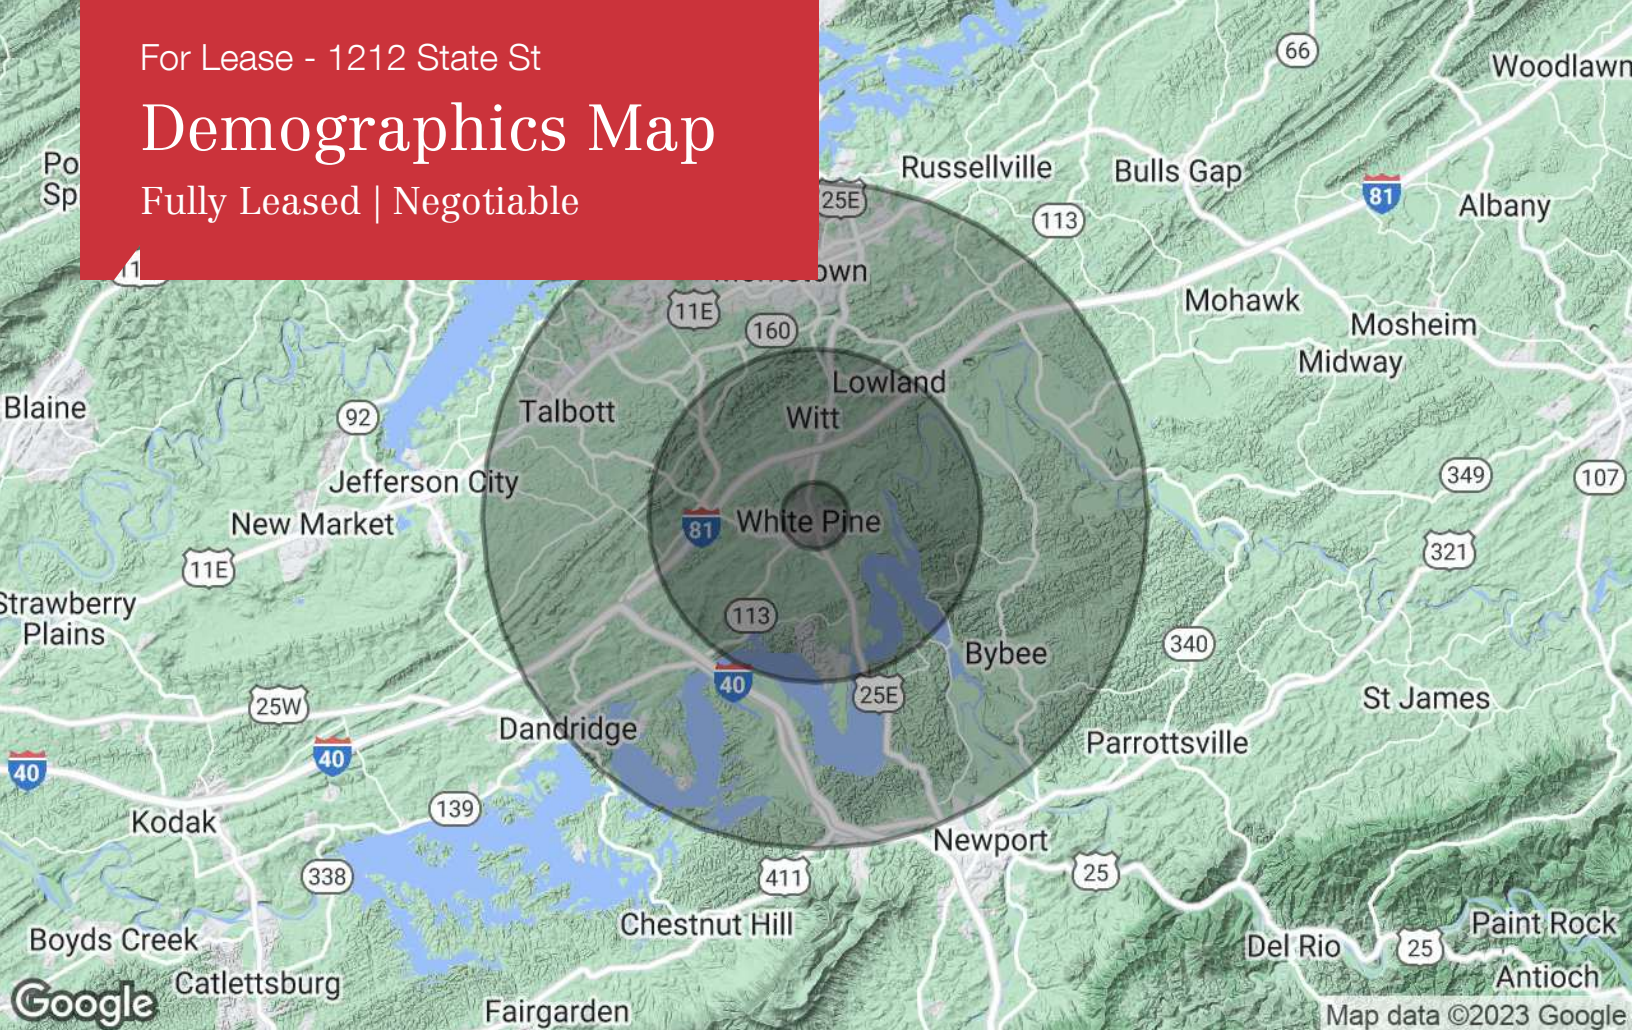 For Lease - 1212 State St
Demographics Map
Fully Leased | Negotiable
66
Woodlawn
Russellville
Bulls Gap
25E
81
Albany
113
11E
160
Mohawk
Mosheim
Midway
Lowland
Witt
Talbott
Blaine
92
Jefferson City
New Market
349
107
81
White Pine
11E
321
Strawberry
Plains
113
340
Bybee
40
25E
St James
25W
Dandridge
Parrottsville
40
40
139
Kodak
Newport
338
411
25
Chestnut Hill
Boyds Creek
Del Rio
25
Paint Rock
Catlettsburg
Antioch
Google
Fairgarden
Map data ©2023 Google